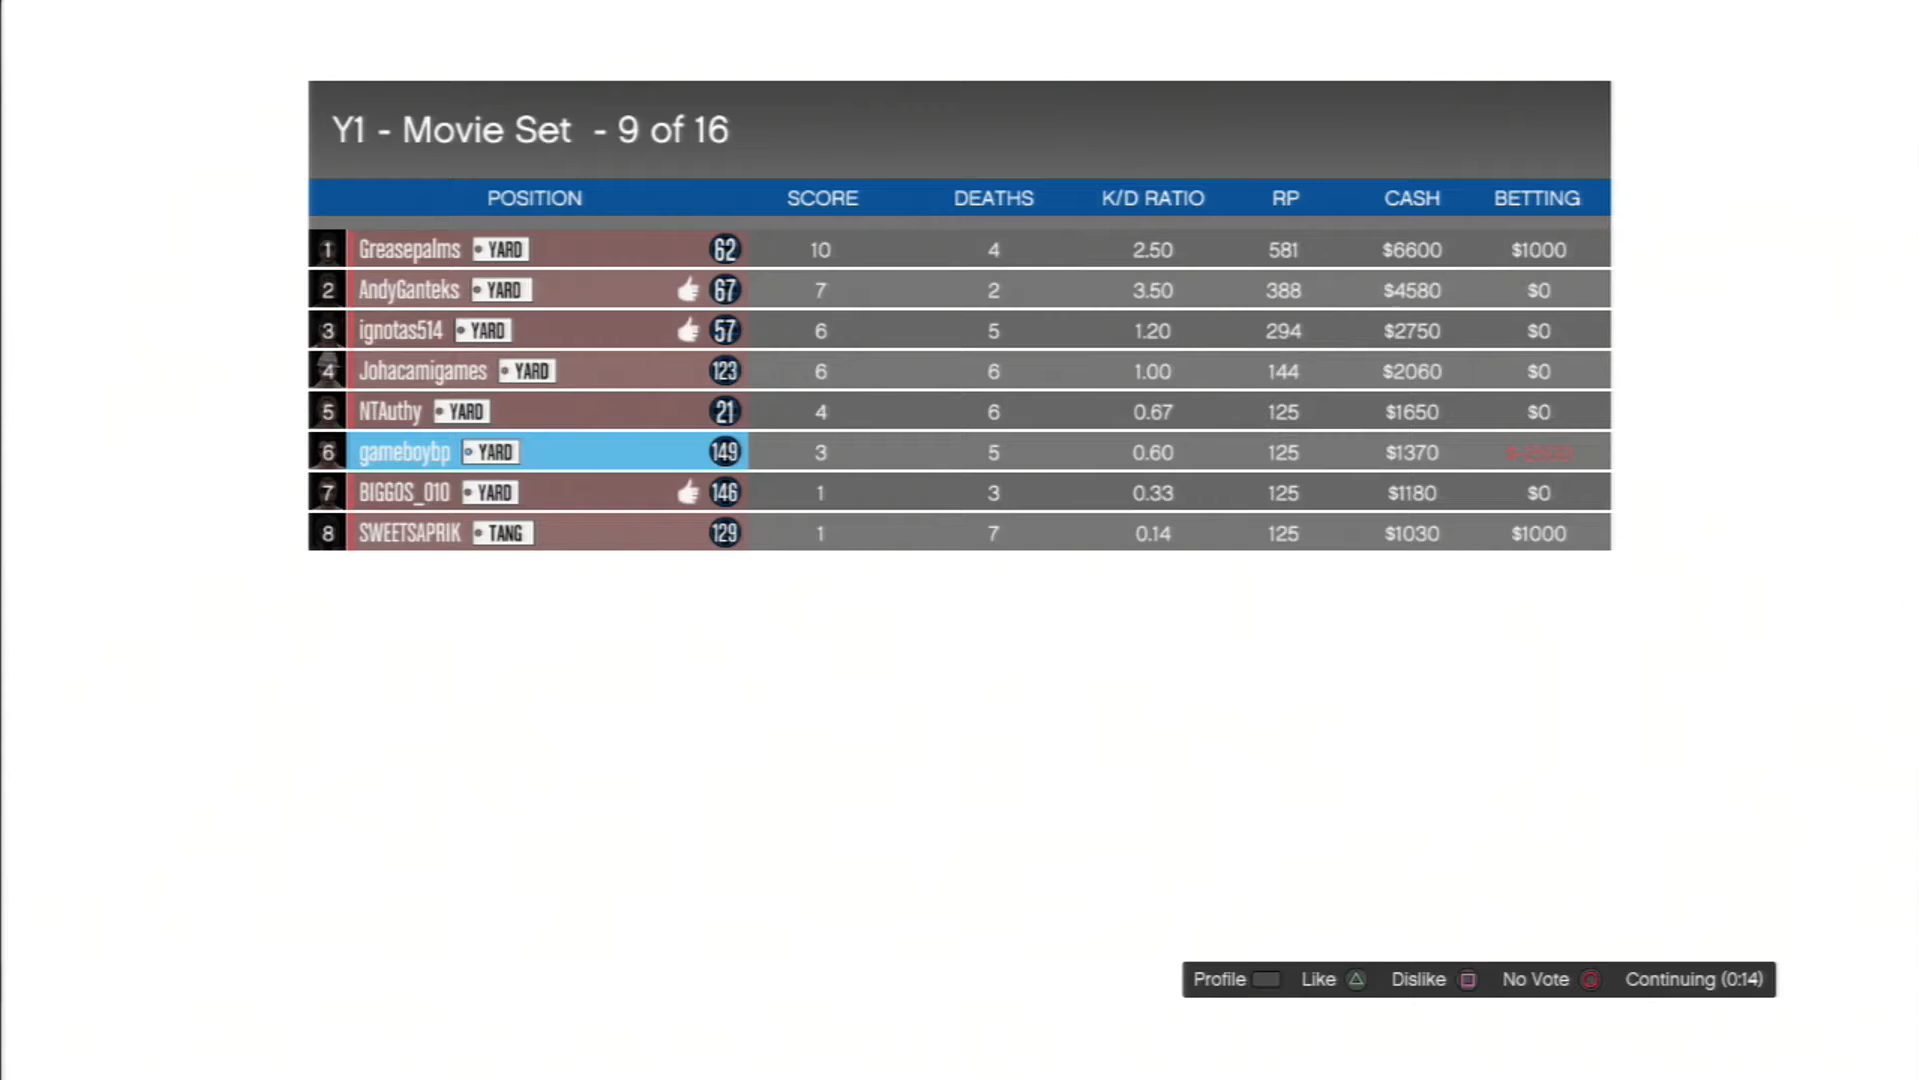 Y1 - Movie Set - 9 of 16
POSITION SCORE DEATHS K/D RATIO RP CASH BETTING
1 Greasepalms YARD 62 10 4 2.50 581 $6600 $1000
2 AndyGanteks YARD 67 7 2 3.50 388 $4580 $0
3 ignotas514 YARD 57 6 5 1.20 294 $2750 $0
4 Johacamigames YARD 123 6 6 1.00 144 $2060 $0
5 NTAuthy YARD 21 4 6 0.67 125 $1650 $0
6 gameboybp YARD 149 3 5 0.60 125 $1370
7 BIGGOS_010 YARD 146 1 3 0.33 125 $1180 $0
8 SWEETSAPRIK TANG 129 1 7 0.14 125 $1030 $1000
Profile Like Dislike No Vote Continuing (0:14)